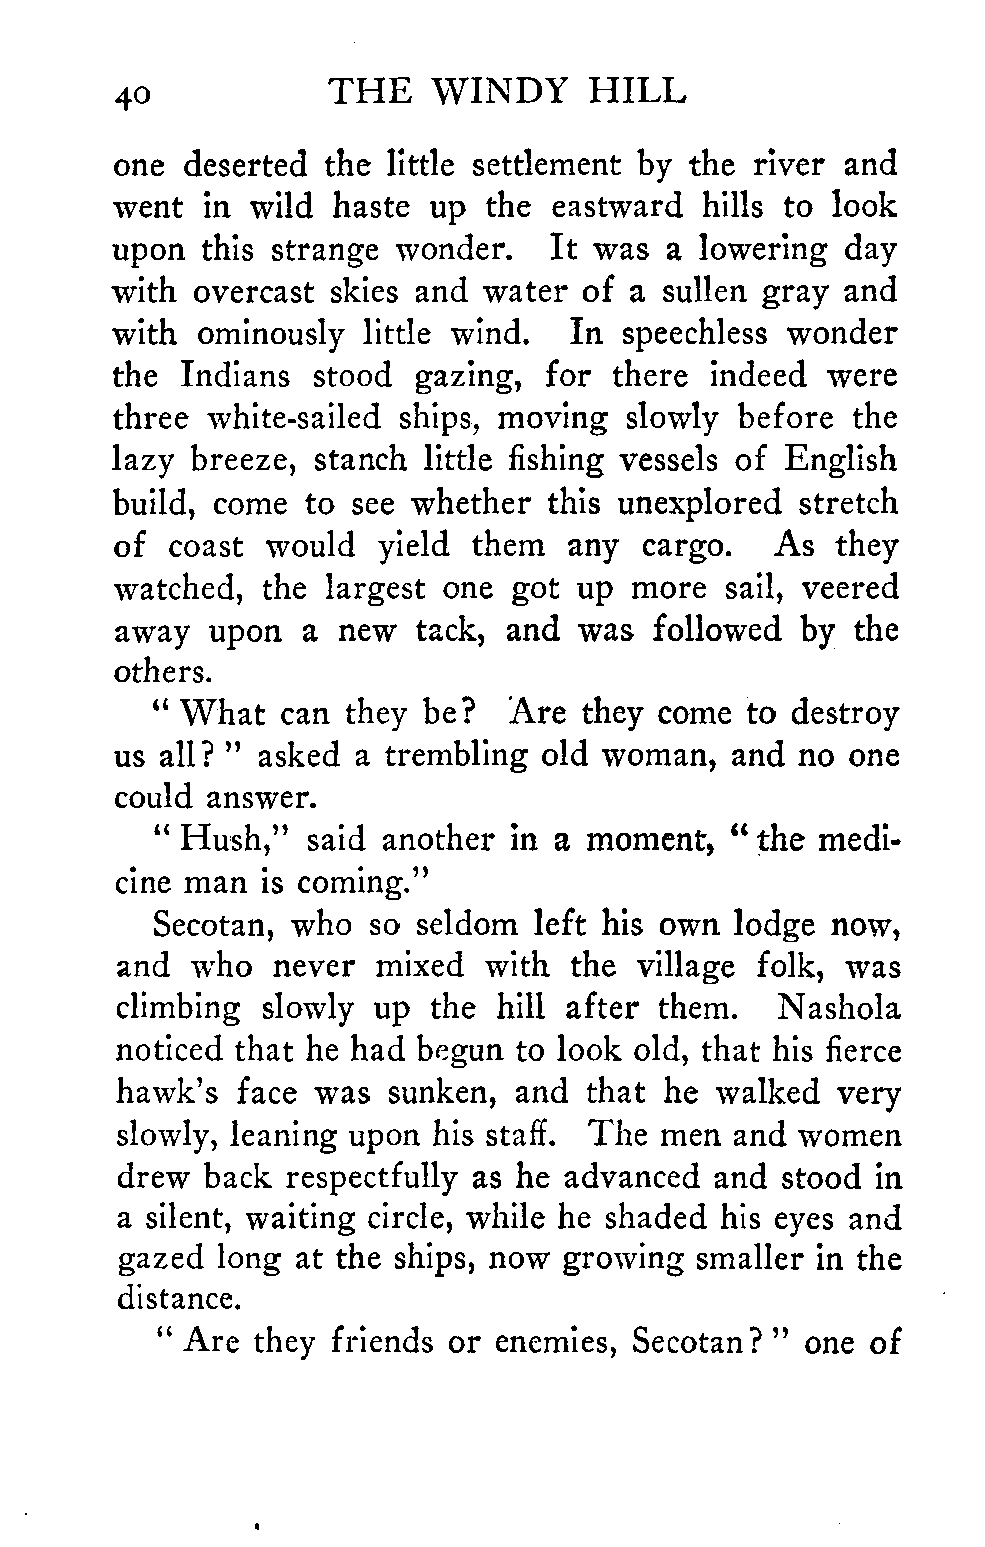 40 THE WINDY HILL
one deserted the little settlement by the river and
went in wild haste up the eastward hills to look
upon this strange wonder. It was a lowering day
with overcast skies and water of a sullen gray and
with ominously little wind. In speechless wonder
the Indians stood gazing, for there indeed were
three white-sailed ships, moving slowly before the
lazy breeze, stanch little fishing vessels of English
build, come to see whether this unexplored stretch
of coast would yield them any cargo. As they
watched, the largest one got up more sail, veered
away upon a new tack, and was followed by the
others.
" What can they be? Are they come to destroy
us all? " asked a trembling old woman, and no one
could answer.
" Hush," said another in a moment, " the medi-
cine man is coming."
Secotan, who so seldom left his own lodge now,
and who never mixed with the village folk, was
climbing slowly up the hill after them. Nashola
noticed that he had begun to look old, that his fierce
hawk's face was sunken, and that he walked very
slowly, leaning upon his staff. The men and women
drew back respectfully as he advanced and stood in
a silent, waiting circle, while he shaded his eyes and
gazed long at the ships, now growing smaller in the
distance.
" Are they friends or enemies, Secotan? " one of